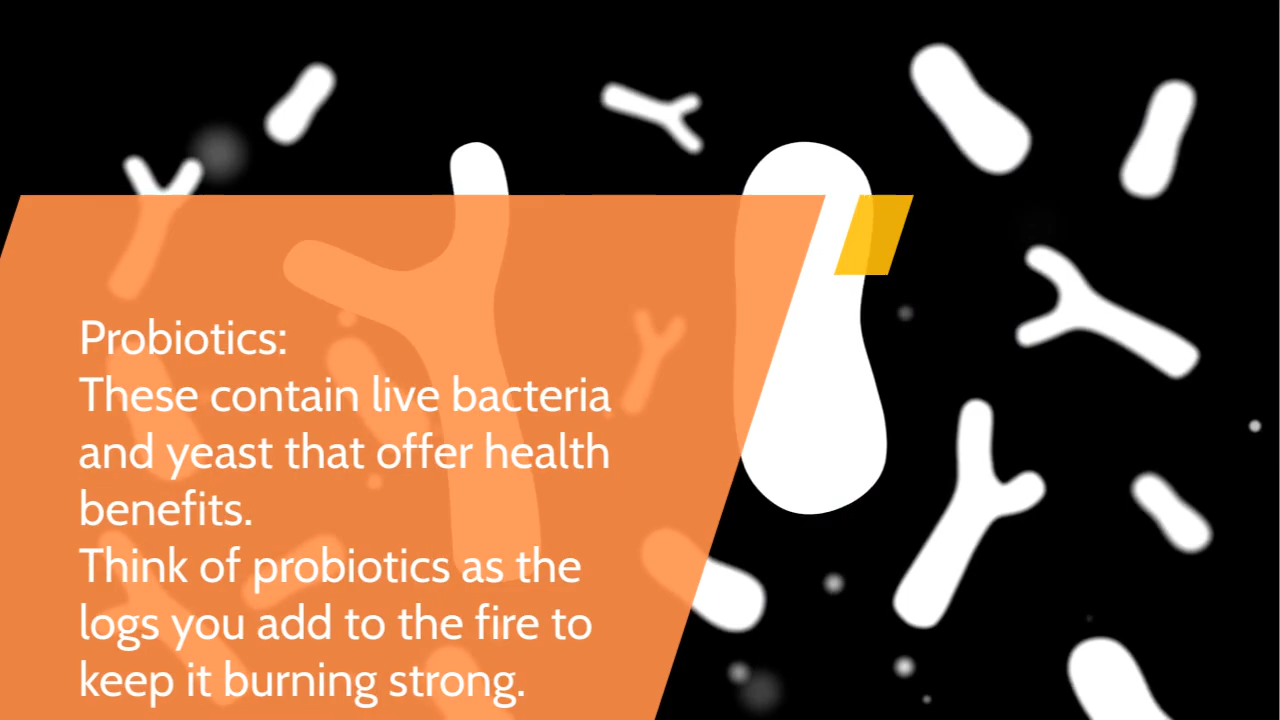 Probiotics:
These contain live bacteria
and yeast that offer health
benefits.
Think of probiotics as the
logs you add to the fire to
keep it burning strong.